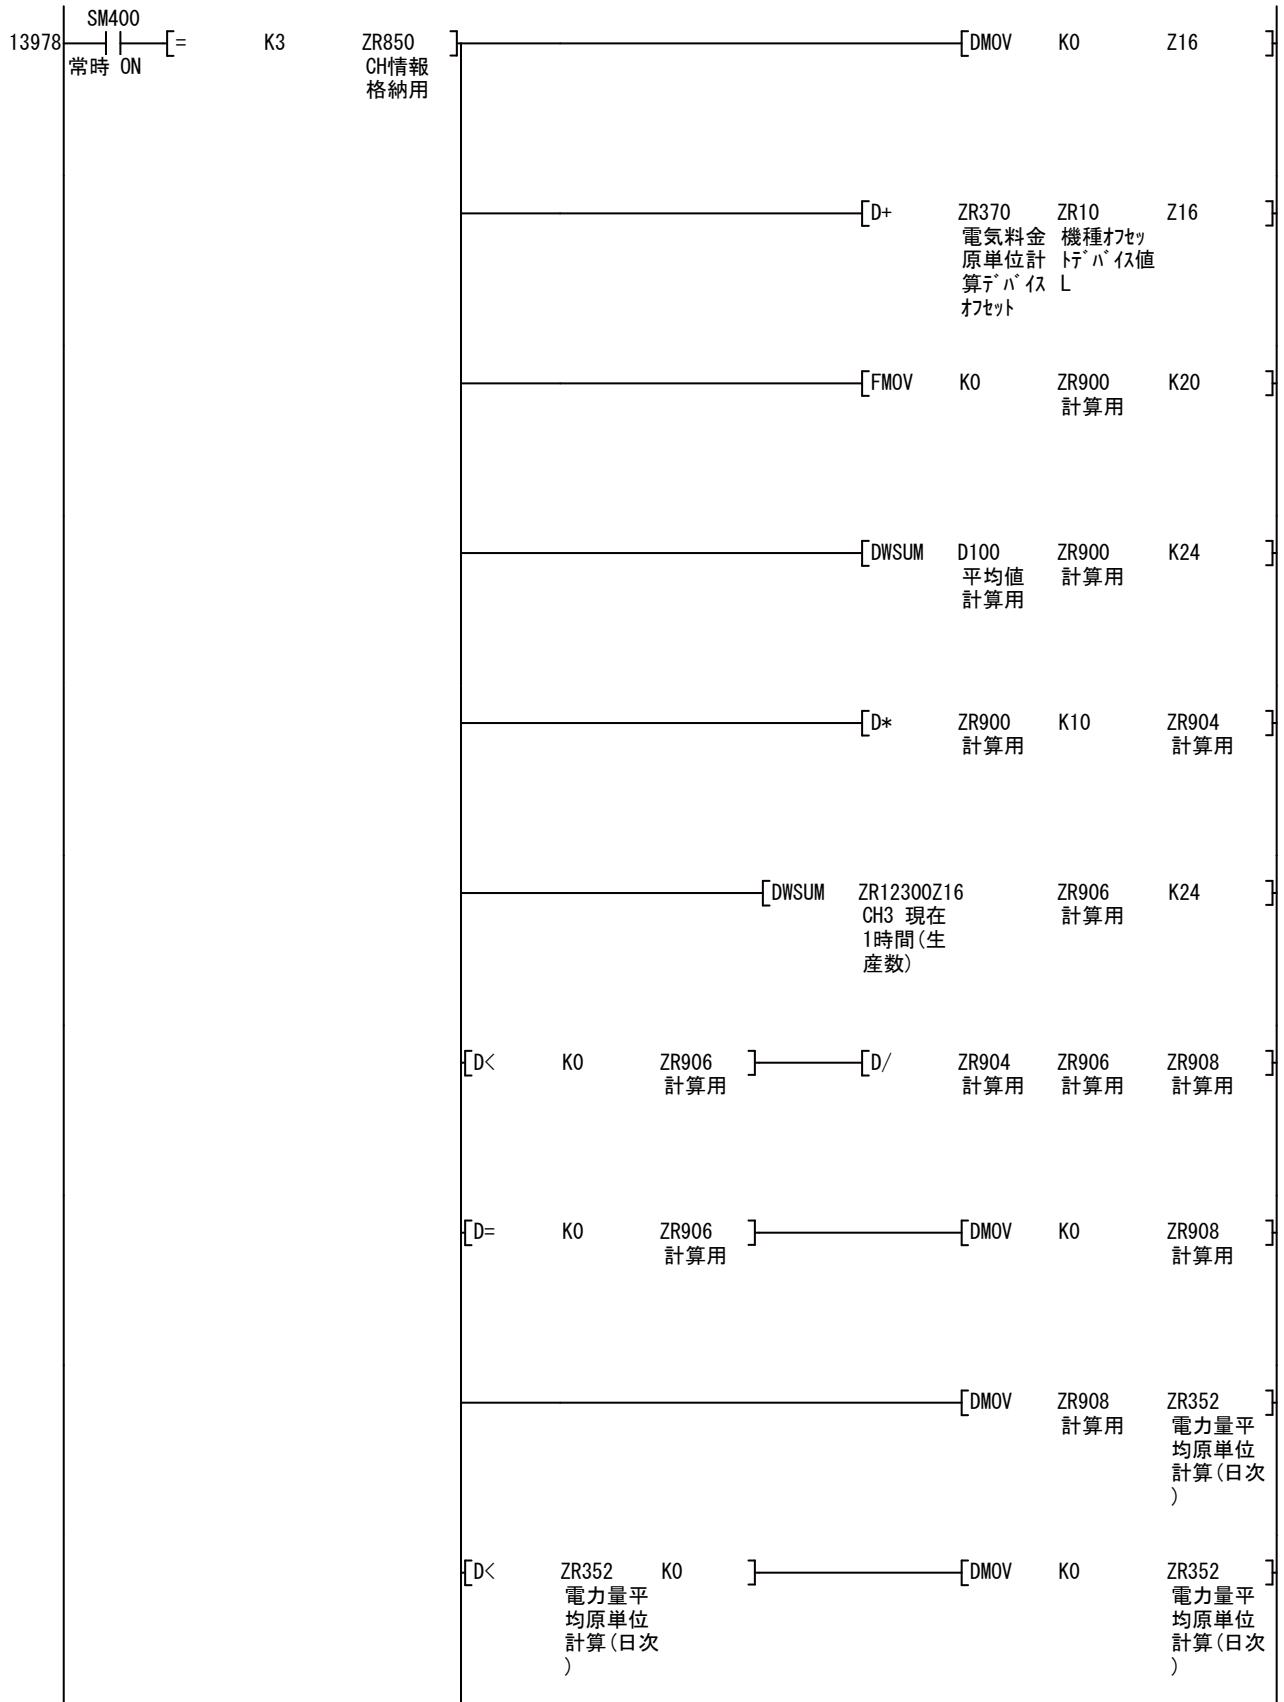 SM400
13978 [= K3 ZR850 ] [DMOV K0 Z16 ]
常時 ON CH情報
格納用
[D+ ZR370 ZR10 Z16 ]
電気料金 機種ｵﾌｾｯ
原単位計 ﾄﾃﾞﾊﾞｲｽ値
算ﾃﾞﾊﾞｲｽ L
ｵﾌｾｯﾄ
[FMOV K0 ZR900 K20 ]
計算用
[DWSUM D100 ZR900 K24 ]
平均値 計算用
計算用
[D* ZR900 K10 ZR904 ]
計算用 計算用
[DWSUM ZR12300Z16 ZR906 K24 ]
CH3 現在 計算用
1時間(生
産数)
[D< K0 ZR906 ] [D/ ZR904 ZR906 ZR908 ]
計算用 計算用 計算用 計算用
[D= K0 ZR906 ] [DMOV K0 ZR908 ]
計算用 計算用
[DMOV ZR908 ZR352 ]
計算用 電力量平
均原単位
計算(日次
)
[D< ZR352 K0 ] [DMOV K0 ZR352 ]
電力量平 電力量平
均原単位 均原単位
計算(日次 計算(日次
) )